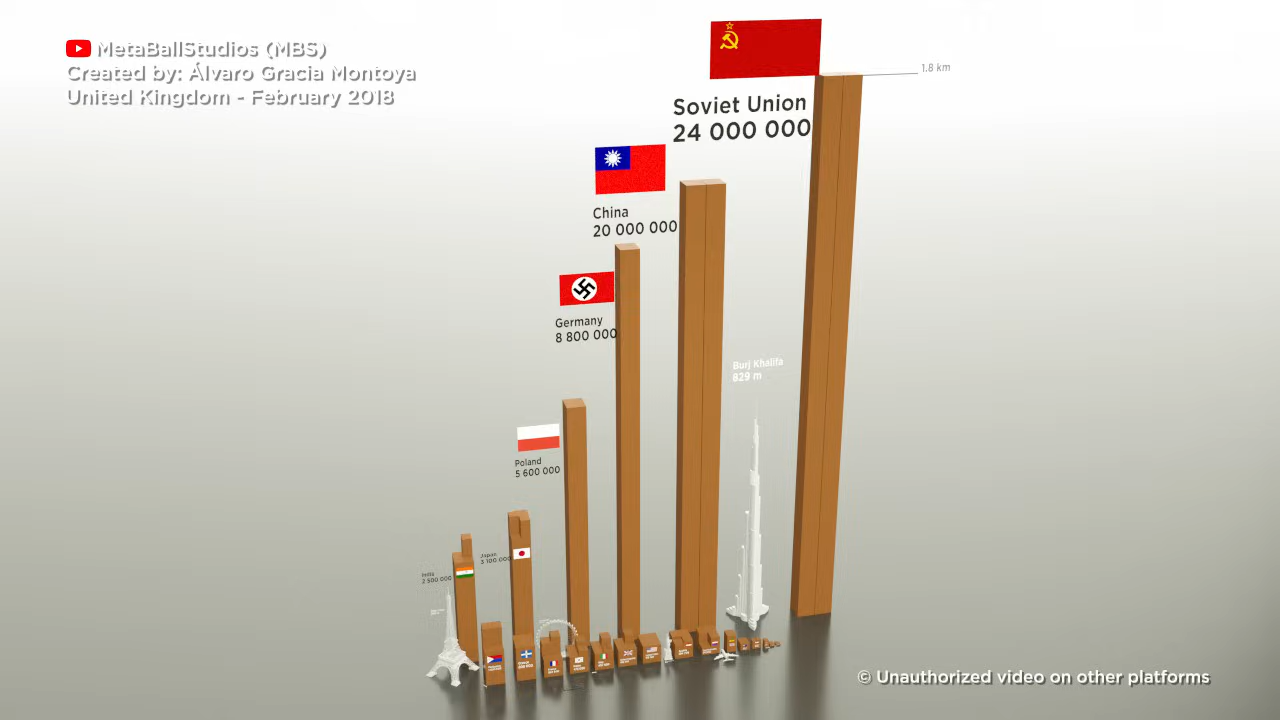 MetaBallStudios (MBS)
Created by: Álvaro Gracia Montoya
United Kingdom - February 2018
1,8 km
Soviet Union
24 000 000
China
20 000 000
Germany
8 800 000
Burj Khalifa
829 m
Poland
5 600 000
Japan
3 100 000
India
2 500 000
© Unauthorized video on other platforms